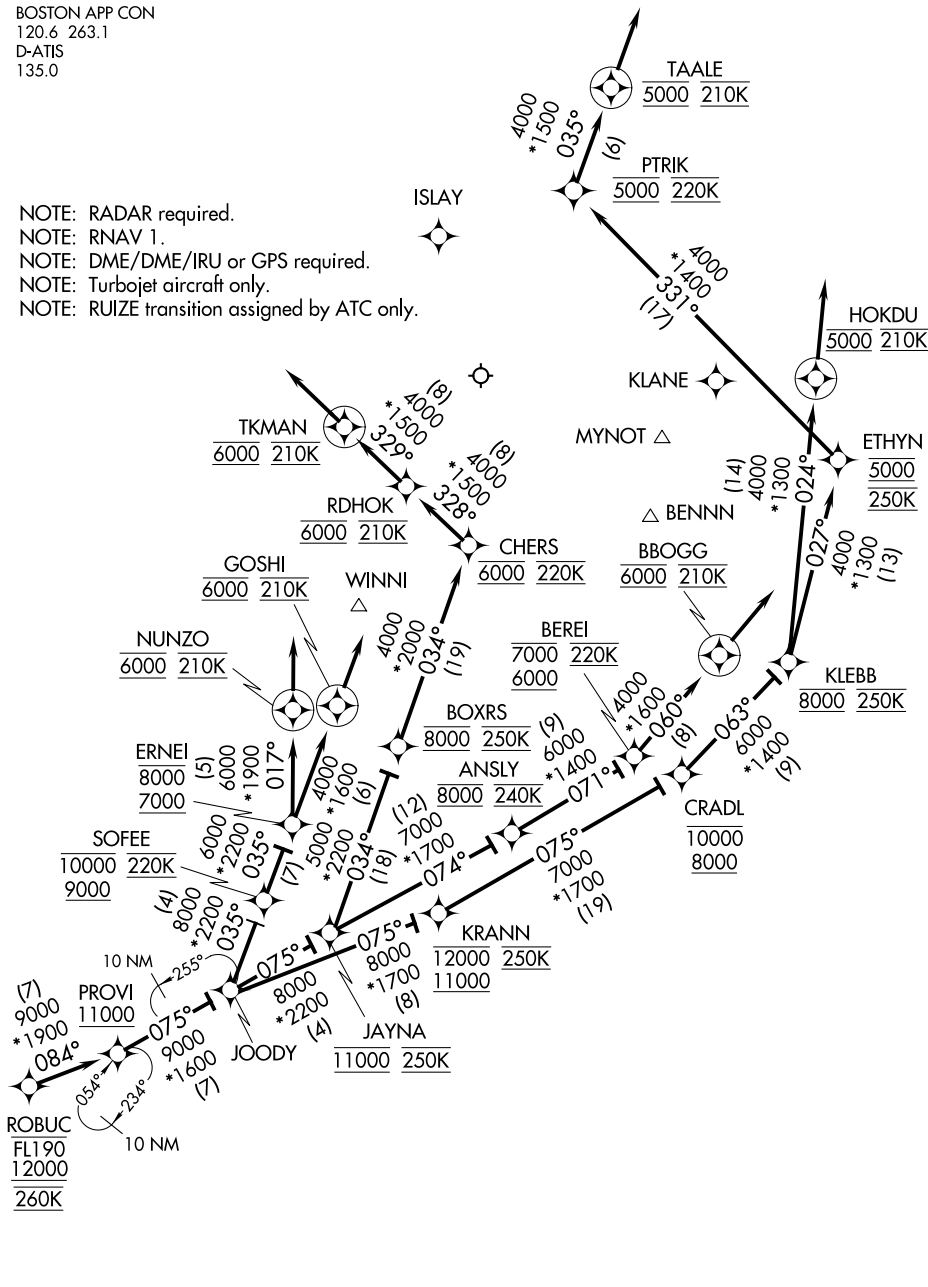 BOSTON APP CON
120.6 263.1
D-ATIS
135.0
TAALE
5000 210K
4000
*1500
035°
(6)
PTRIK
5000 220K
ISLAY
NOTE: RADAR required.
NOTE: RNAV 1.
NOTE: DME/DME/IRU or GPS required.
NOTE: Turbojet aircraft only.
NOTE: RUIZE transition assigned by ATC only.
4000
*1400
331°
(17)
HOKDU
5000 210K
KLANE
MYNOT
ETHYN
5000
250K
(14)
4000
*1300
024°
027°
4000
*1300
(13)
TKMAN
6000 210K
(8)
4000
*1500
329°
(8)
4000
*1500
328°
RDHOK
6000 210K
CHERS
6000 220K
BENNN
BBOGG
6000 210K
GOSHI
6000 210K
WINNI
NUNZO
6000 210K
4000
*2000
034°
(19)
BEREI
7000 220K
6000
KLEBB
8000 250K
4000
*1600
060°
(8)
063°
6000
*1400
(9)
BOXRS
8000 250K
ERNEI
8000
7000
(5)
6000
*1900
017°
4000
*1600
(6)
(9)
6000
*1400
071°
ANSLY
8000 240K
CRADL
10000
8000
SOFEE
10000 220K
9000
6000
*2200
035°
(7)
5000
*2200
034°
(18)
(12)
7000
*1700
074°
075°
7000
*1700
(19)
(4)
8000
*2200
035°
KRANN
12000 250K
11000
075°
8000
*1700
(8)
075°
8000
*2200
(4)
10 NM
255°
PROVI
11000
JOODY
JAYNA
11000 250K
075°
9000
*1600
(7)
(7)
9000
*1900
084°
054°
234°
10 NM
ROBUC
FL190
12000
260K